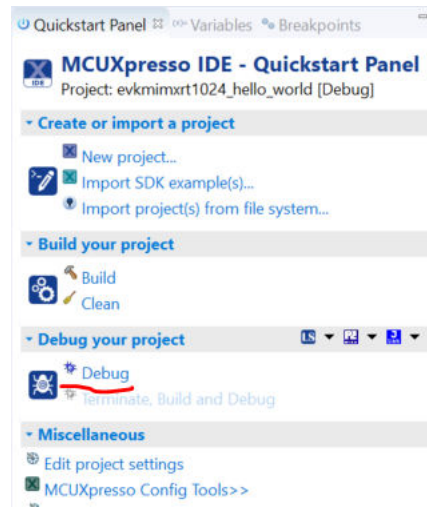 Quickstart Panel (x)= Variables Breakpoints
MCUXpresso IDE - Quickstart Panel
IDE
Project: evkmimxrt1024_hello_world [Debug]
Create or import a project
New project...
Import SDK example(s)...
Import project(s) from file system...
Build your project
Build
Clean
Debug your project LS
Debug
Terminate, Build and Debug
Miscellaneous
Edit project settings
MCUXpresso Config Tools>>